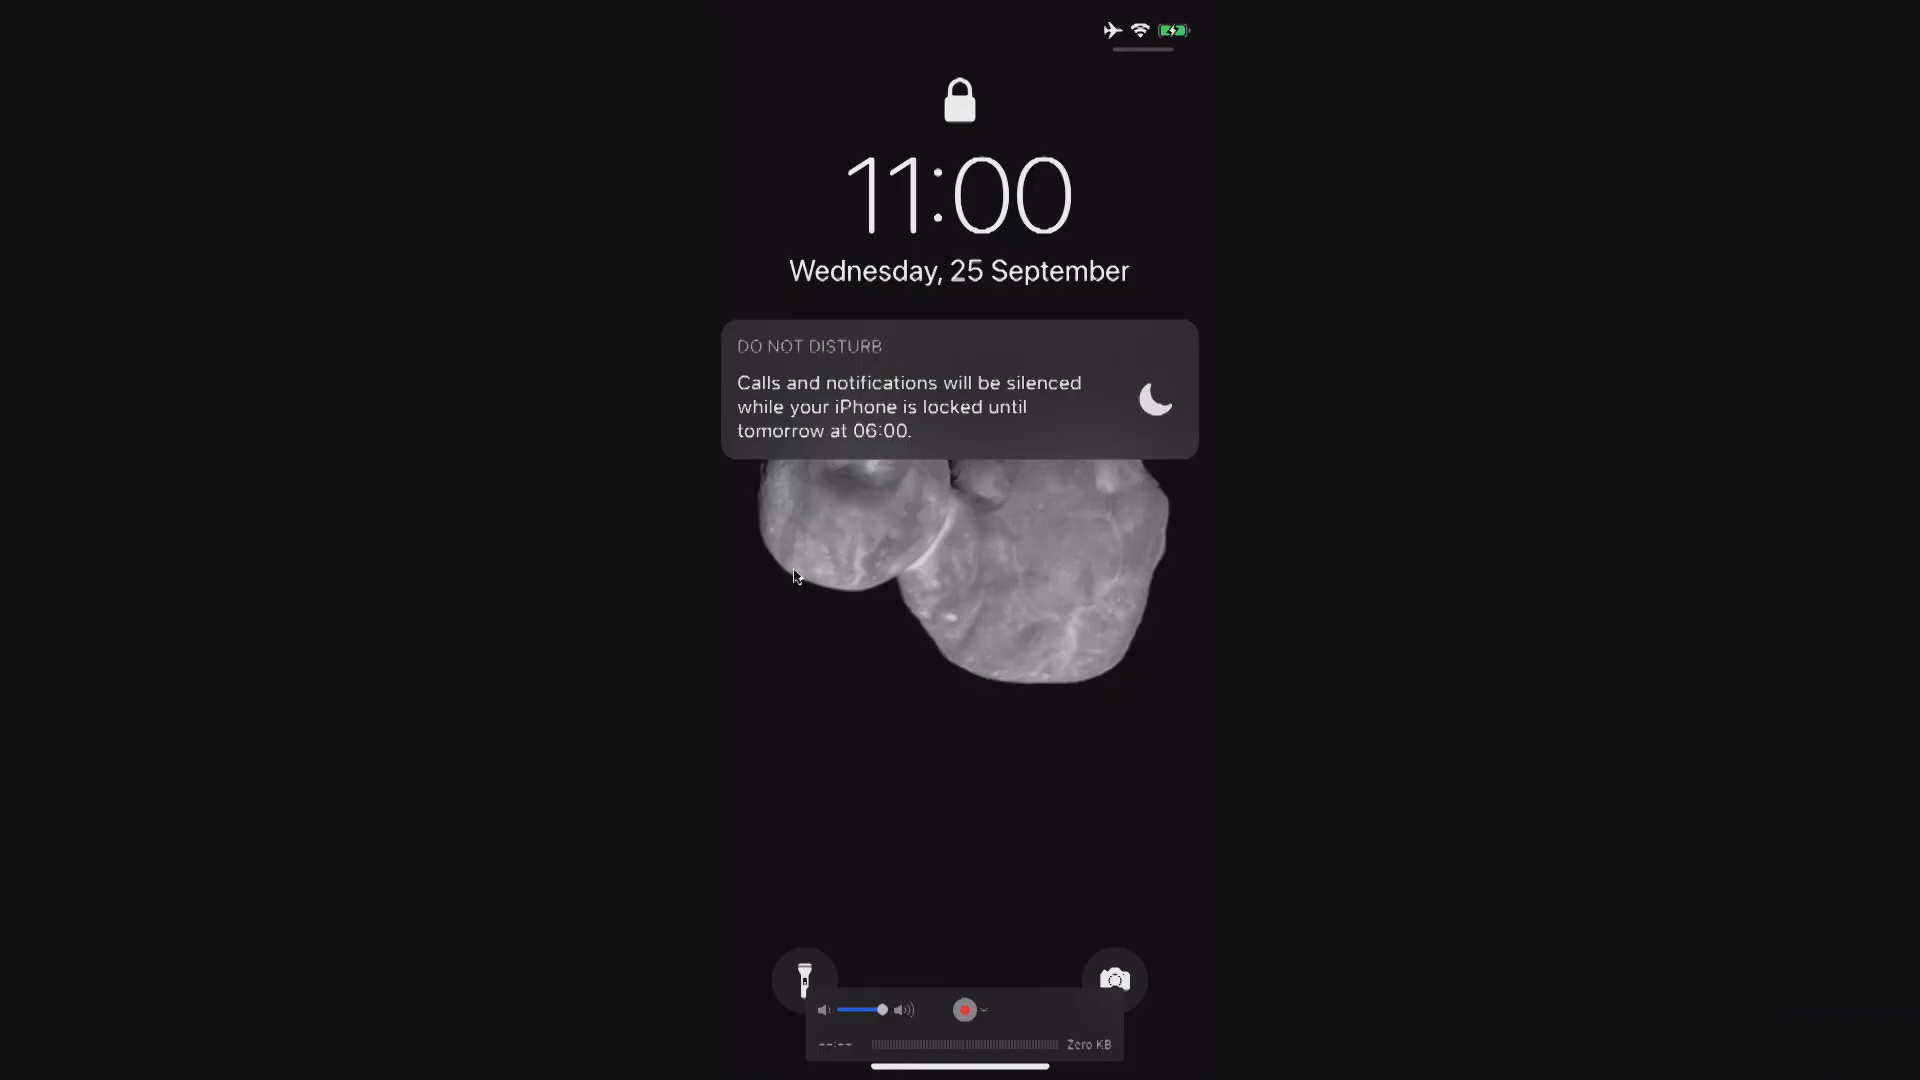 11:00
Wednesday, 25 September
DO NOT DISTURB
Calls and notifications will be silenced
while your iPhone is locked until
tomorrow at 06:00.
--:--
Zero KB